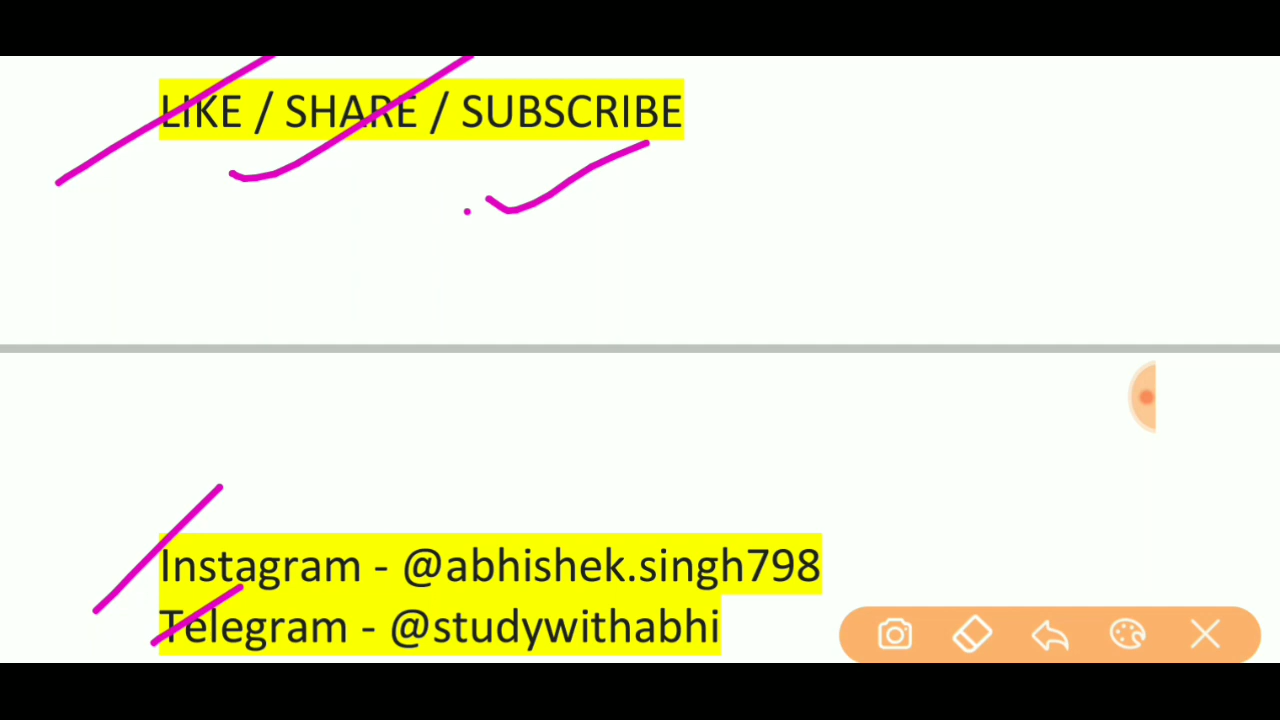 LIKE / SHARE / SUBSCRIBE
Instagram - @abhishek.singh798
Telegram - @studywithabhi